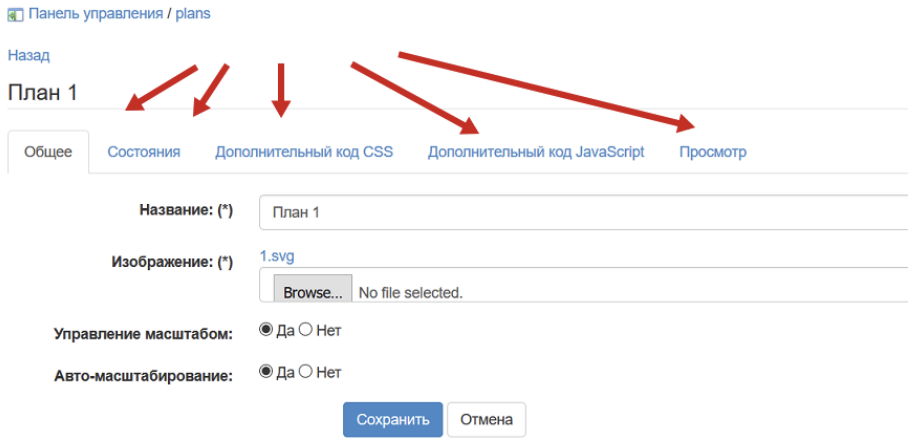 Панель управления / plans
Назад
План 1
Общее Состояния Дополнительный код CSS Дополнительный код JavaScript Просмотр
Название: (*) План 1
Изображение: (*) 1.svg
Browse... No file selected.
Управление масштабом: Да Нет
Авто-масштабирование: Да Нет
Сохранить Отмена